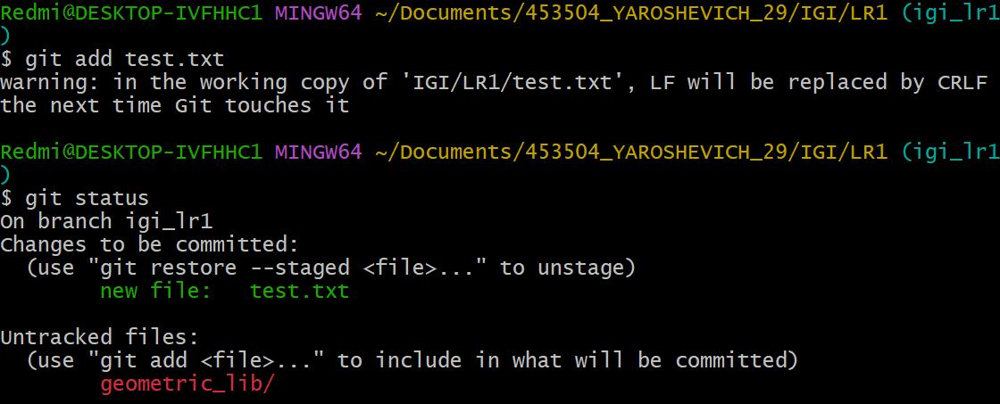 Redmi@DESKTOP-IVFHHC1 MINGW64 ~/Documents/453504_YAROSHEVICH_29/IGI/LR1 (igi_lr1
)
$ git add test.txt
warning: in the working copy of 'IGI/LR1/test.txt', LF will be replaced by CRLF
the next time Git touches it

Redmi@DESKTOP-IVFHHC1 MINGW64 ~/Documents/453504_YAROSHEVICH_29/IGI/LR1 (igi_lr1
)
$ git status
On branch igi_lr1
Changes to be committed:
  (use "git restore --staged <file>..." to unstage)
        new file:   test.txt

Untracked files:
  (use "git add <file>..." to include in what will be committed)
        geometric_lib/